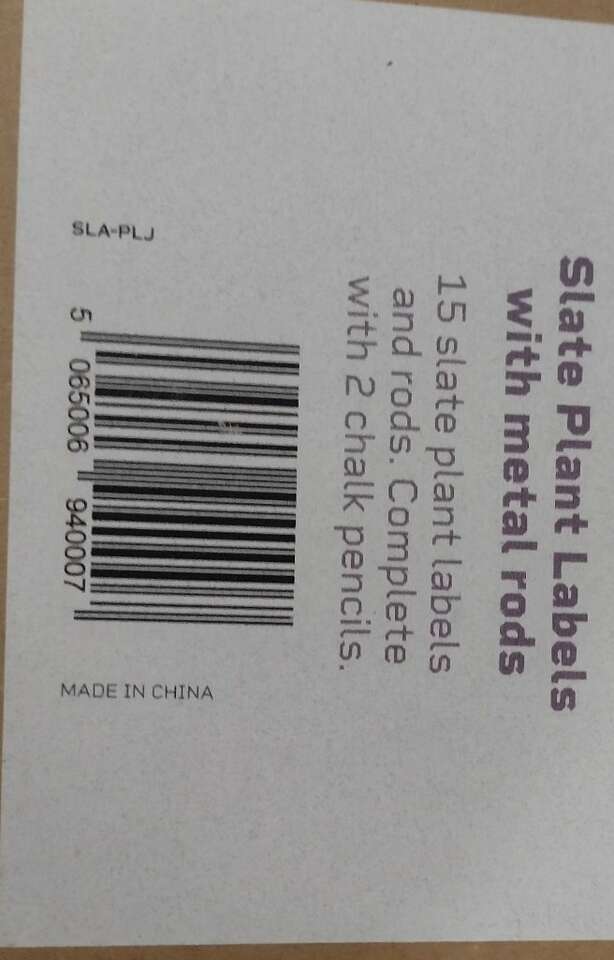 Slate Plant Labels
with metal rods
15 slate plant labels
and rods. Complete
with 2 chalk pencils.
SLA-PLJ
5 065006 940007
MADE IN CHINA